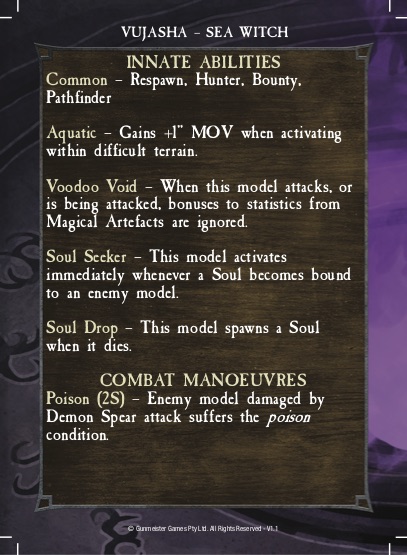 VUJASHA – SEA WITCH
INNATE ABILITIES
Common – Respawn, Hunter, Bounty,
Pathfinder
Aquatic – Gains +1” MOV when activating
within difficult terrain.
Voodoo Void – When this model attacks, or
is being attacked, bonuses to statistics from
Magical Artefacts are ignored.
Soul Seeker – This model activates
immediately whenever a Soul becomes bound
to an enemy model.
Soul Drop – This model spawns a Soul
when it dies.
COMBAT MANOEUVRES
Poison (2S) – Enemy model damaged by
Demon Spear attack suffers the poison
condition.
© Gunmeister Games Pty Ltd. All Rights Reserved - V1.1